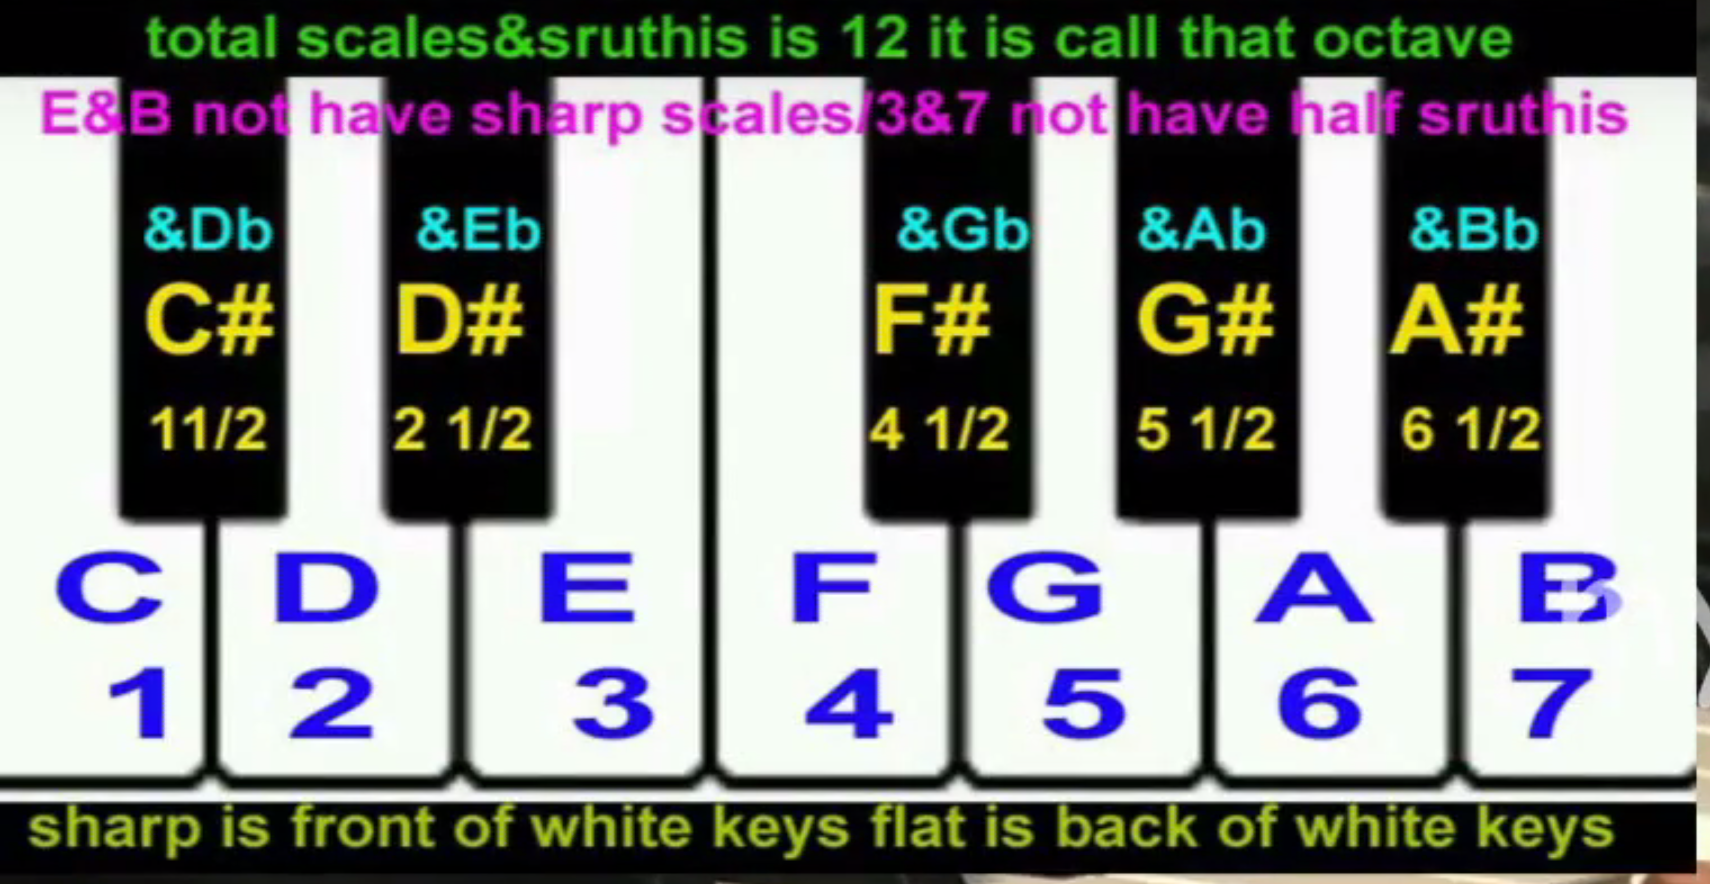 total scales&sruthis is 12 it is call that octave
E&B not have sharp scales/3&7 not have half sruthis
&Db &Eb &Gb &Ab &Bb
C# D# F# G# A#
11/2 2 1/2 4 1/2 5 1/2 6 1/2
C D E F G A B
1 2 3 4 5 6 7
sharp is front of white keys flat is back of white keys